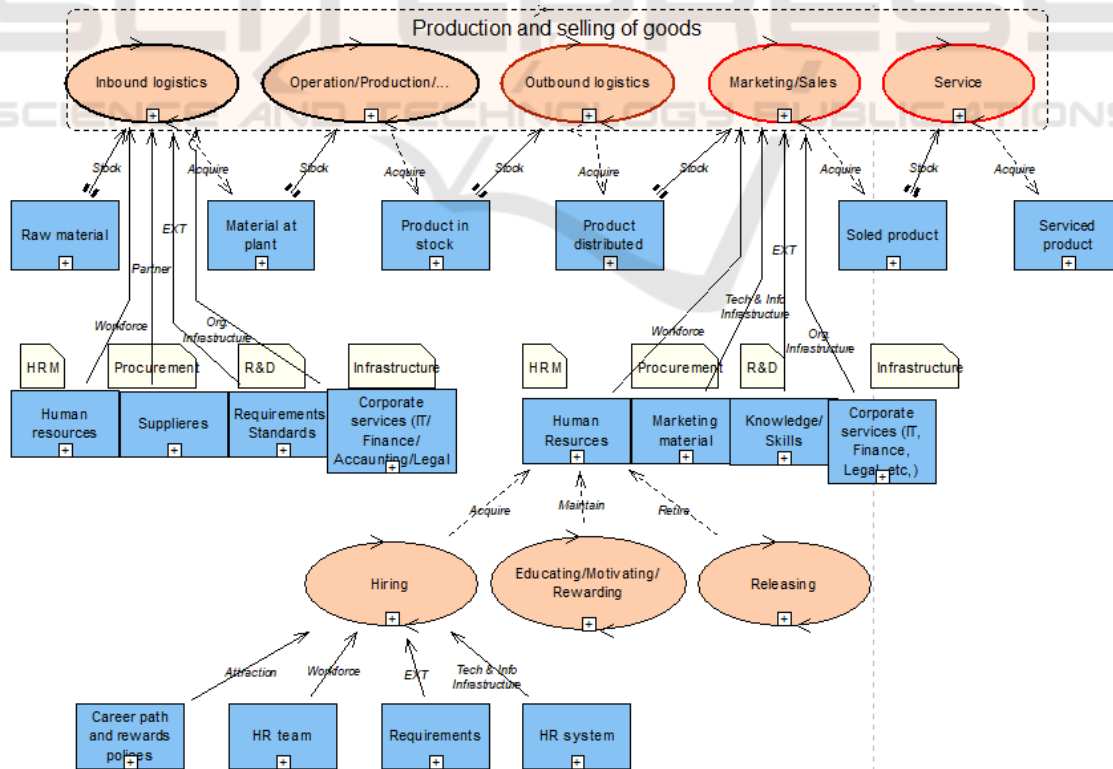 Production and selling of goods
Inbound logistics
Operation/Production/...
Outbound logistics
Marketing/Sales
Service
SCIENCE AND TECHNOLOGY PUBLICATIONS
Stock
Acquire
Stock
Acquire
Stock
Acquire
Stock
Acquire
Stock
Acquire
Raw material
Material at
plant
Product in
stock
Product
distributed
Soled product
Serviced
product
EXT
Partner
Workforce
Org.
Infrastructure
EXT
Tech & Info
Infrastructure
Workforce
Org.
Infrastructure
HRM
Procurement
R&D
Infrastructure
HRM
Procurement
R&D
Infrastructure
Human
resources
Supplieres
Requirements
Standards
Corporate
services (IT/
Finance/
Accaunting/Legal
Human
Resurces
Marketing
material
Knowledge/
Skills
Corporate
services (IT,
Finance,
Legal, etc,)
Acquire
Maintain
Retire
Hiring
Educating/Motivating/
Rewarding
Releasing
Attraction
Workforce
EXT
Tech & Info
Infrastructure
Career path
and rewards
polices
HR team
Requirements
HR system